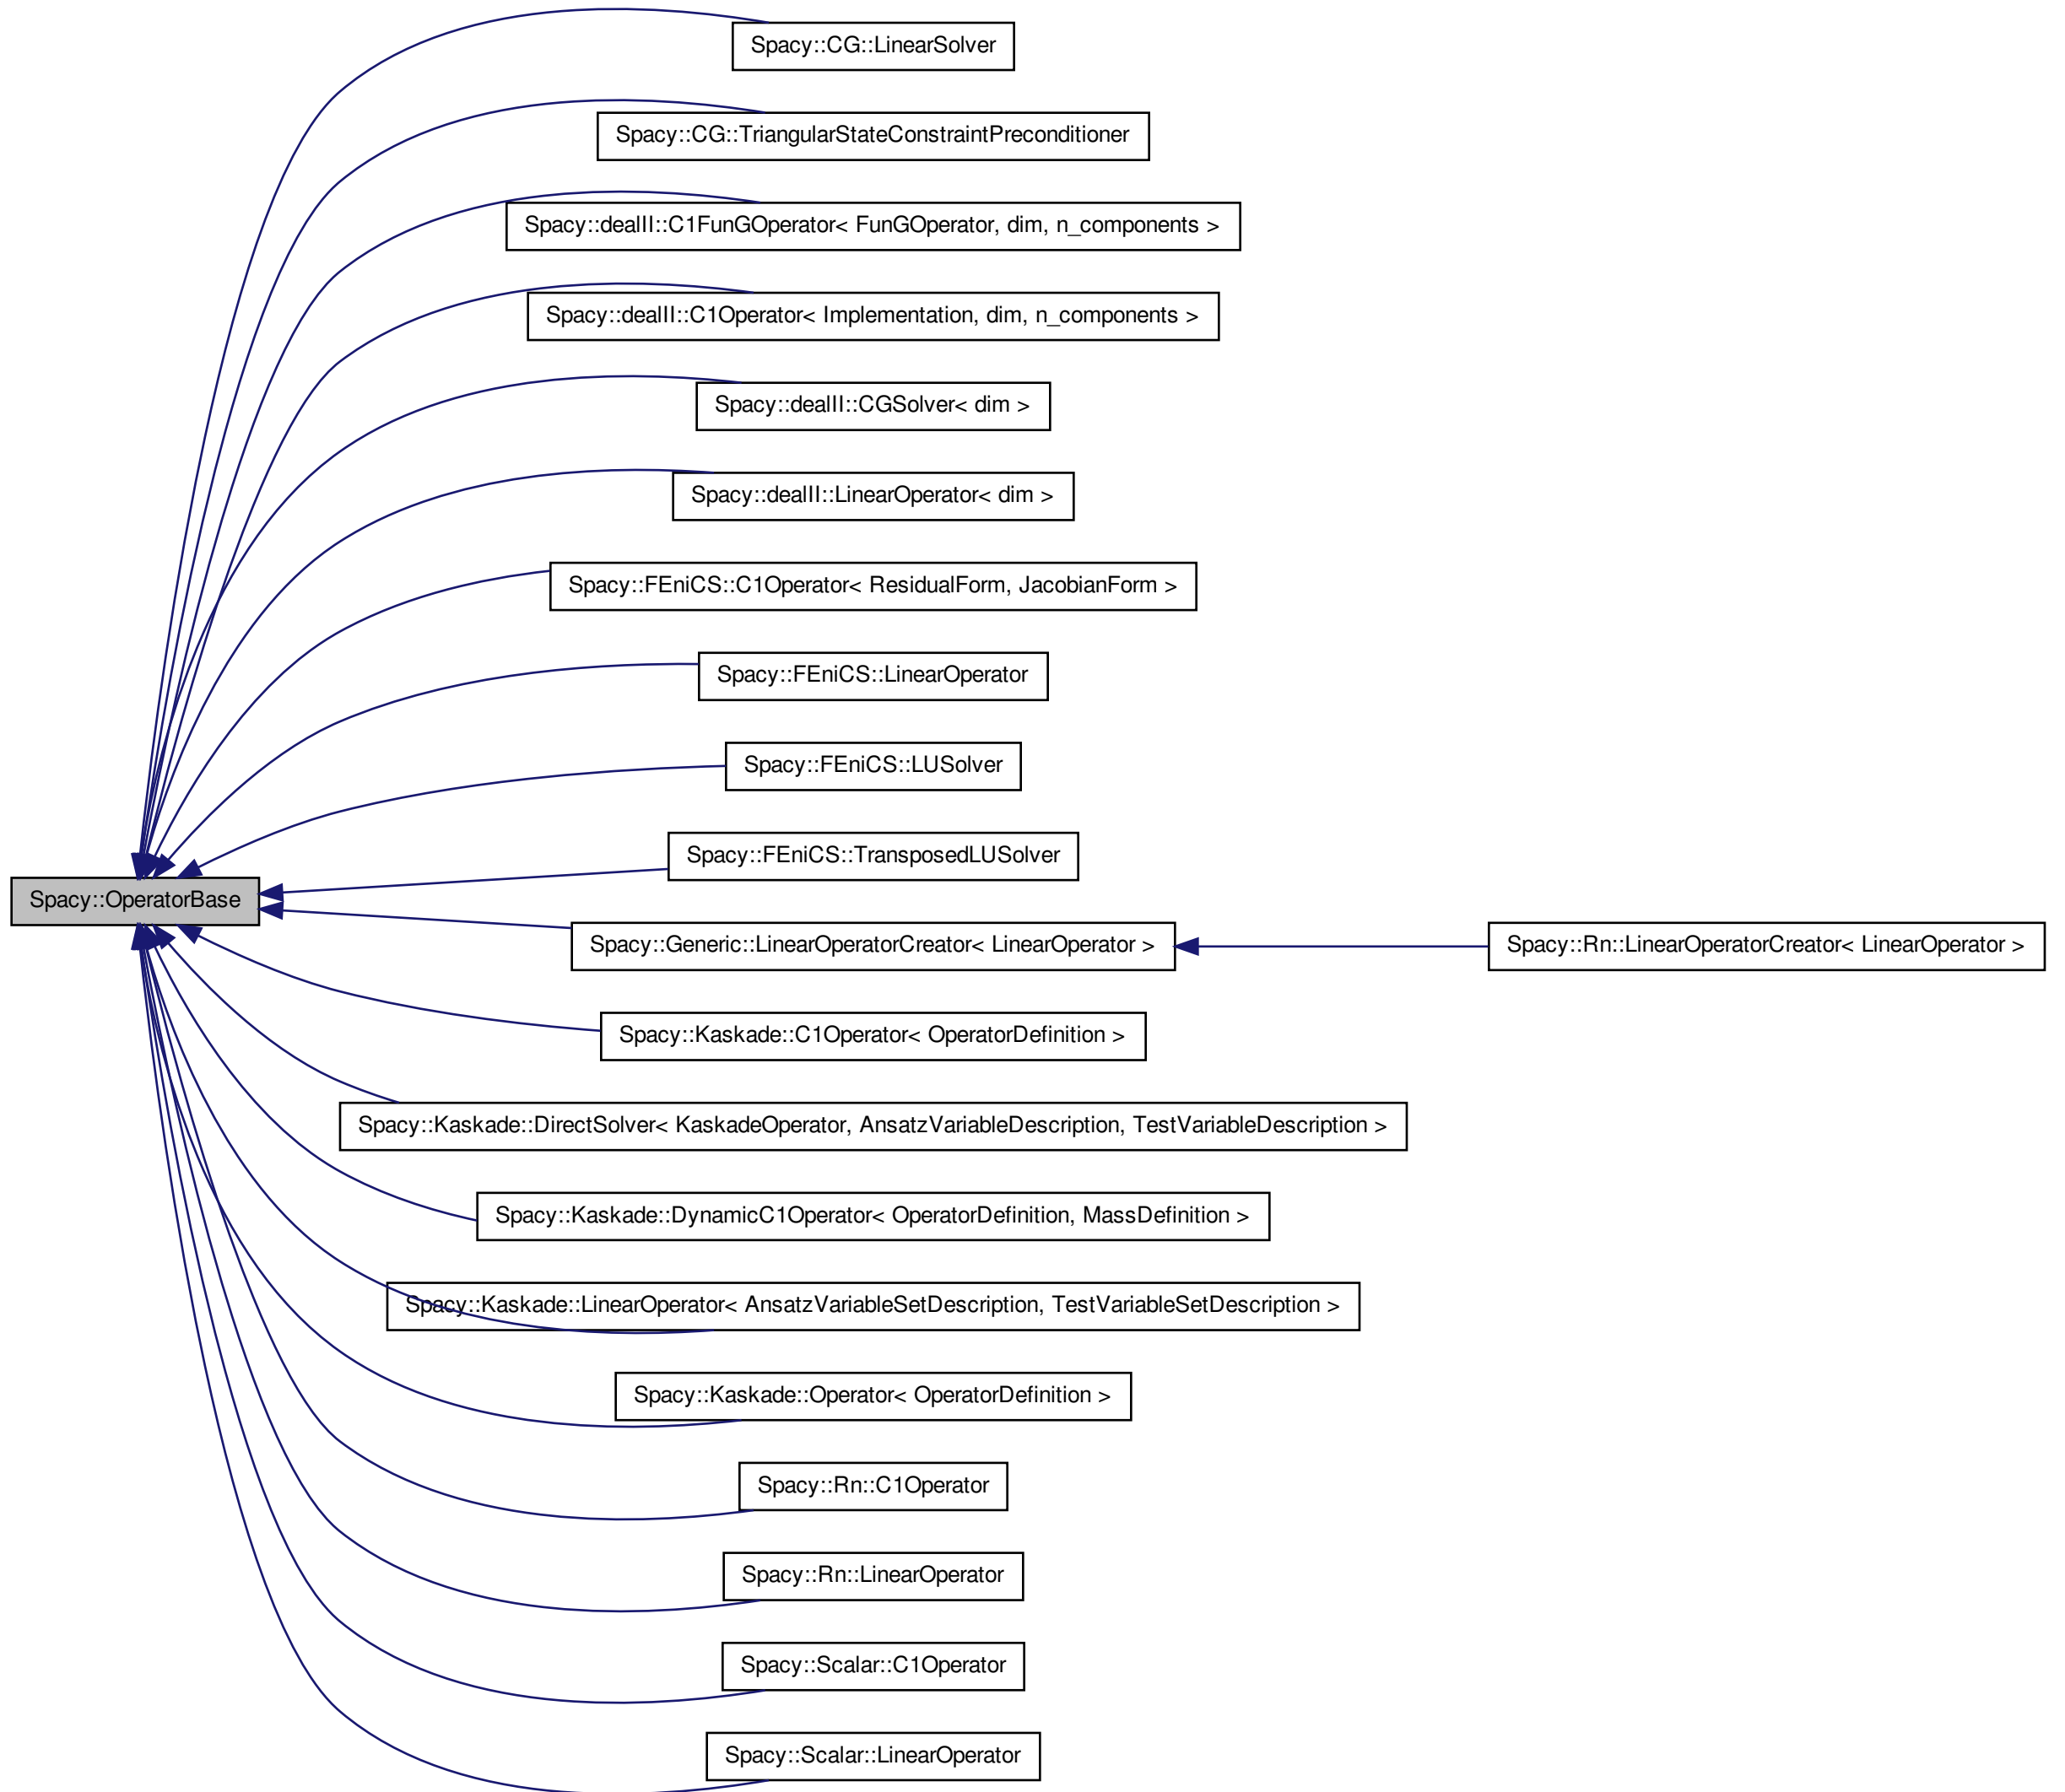 Spacy::CG::LinearSolver
Spacy::CG::TriangularStateConstraintPreconditioner
Spacy::dealII::C1FunGOperator< FunGOperator, dim, n_components >
Spacy::dealII::C1Operator< Implementation, dim, n_components >
Spacy::dealII::CGSolver< dim >
Spacy::dealII::LinearOperator< dim >
Spacy::FEniCS::C1Operator< ResidualForm, JacobianForm >
Spacy::FEniCS::LinearOperator
Spacy::FEniCS::LUSolver
Spacy::FEniCS::TransposedLUSolver
Spacy::OperatorBase
Spacy::Generic::LinearOperatorCreator< LinearOperator >
Spacy::Rn::LinearOperatorCreator< LinearOperator >
Spacy::Kaskade::C1Operator< OperatorDefinition >
Spacy::Kaskade::DirectSolver< KaskadeOperator, AnsatzVariableDescription, TestVariableDescription >
Spacy::Kaskade::DynamicC1Operator< OperatorDefinition, MassDefinition >
Spacy::Kaskade::LinearOperator< AnsatzVariableSetDescription, TestVariableSetDescription >
Spacy::Kaskade::Operator< OperatorDefinition >
Spacy::Rn::C1Operator
Spacy::Rn::LinearOperator
Spacy::Scalar::C1Operator
Spacy::Scalar::LinearOperator